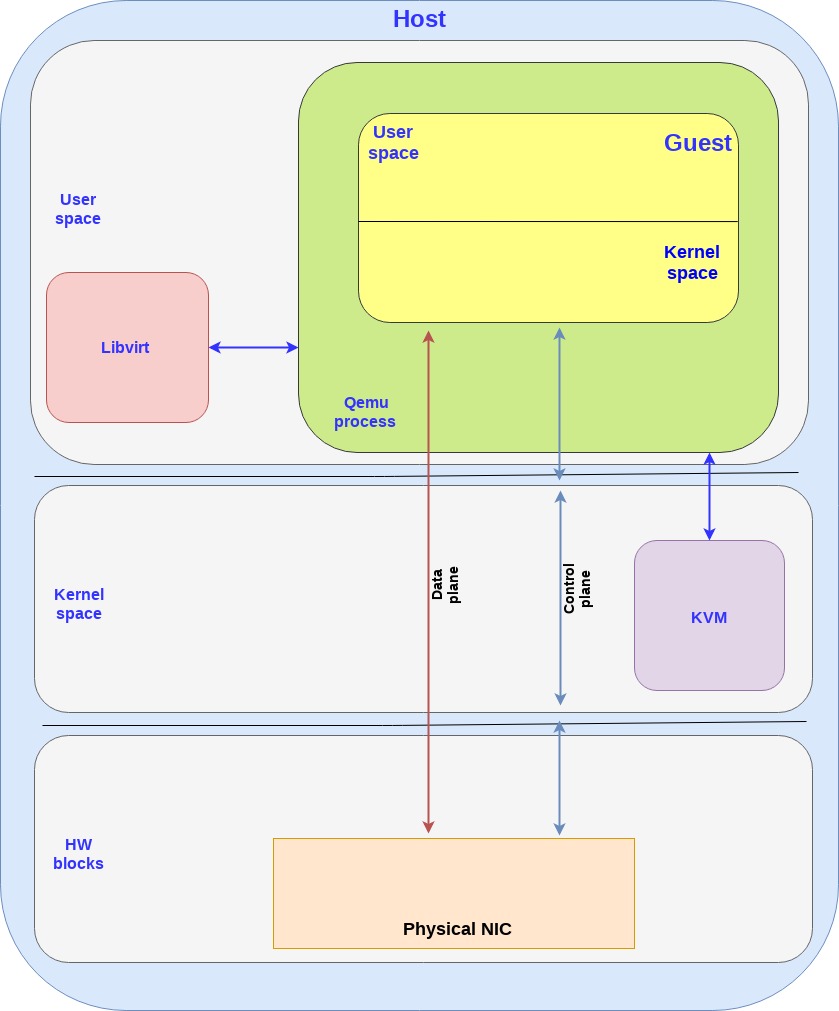 Host
User
space
Guest
User
space
Kernel
space
Libvirt
Qemu
process
Data
plane
Control
plane
Kernel
space
KVM
HW
blocks
Physical NIC